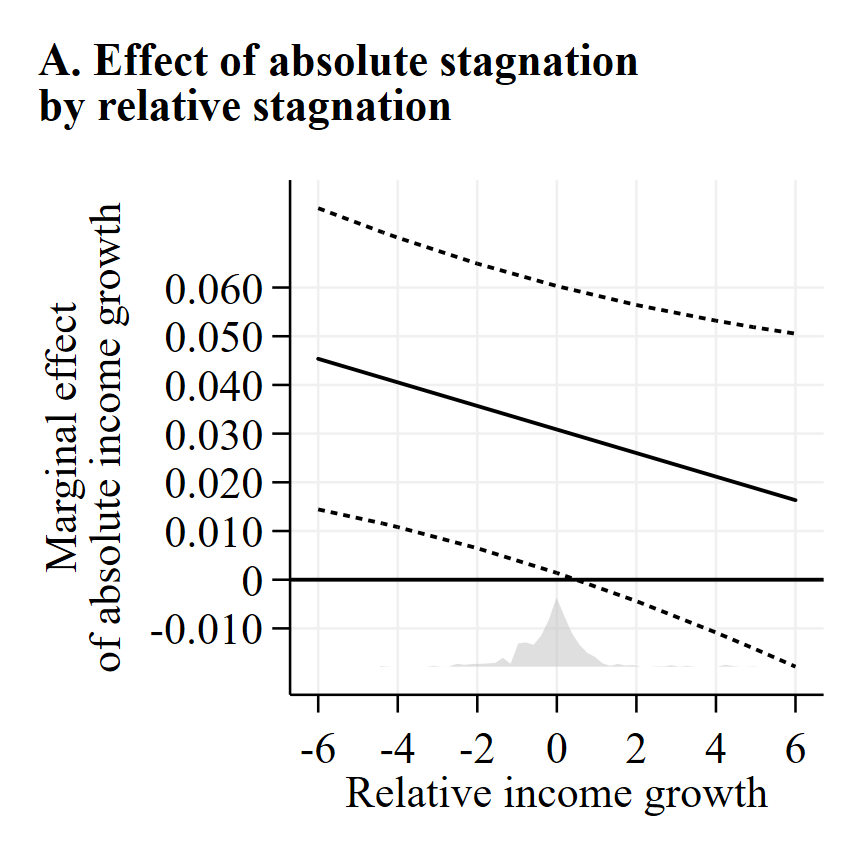 A. Effect of absolute stagnation
by relative stagnation
Marginal effect
of absolute income growth
0.060
0.050
0.040
0.030
0.020
0.010
0
-0.010
-6 -4 -2 0 2 4 6
Relative income growth